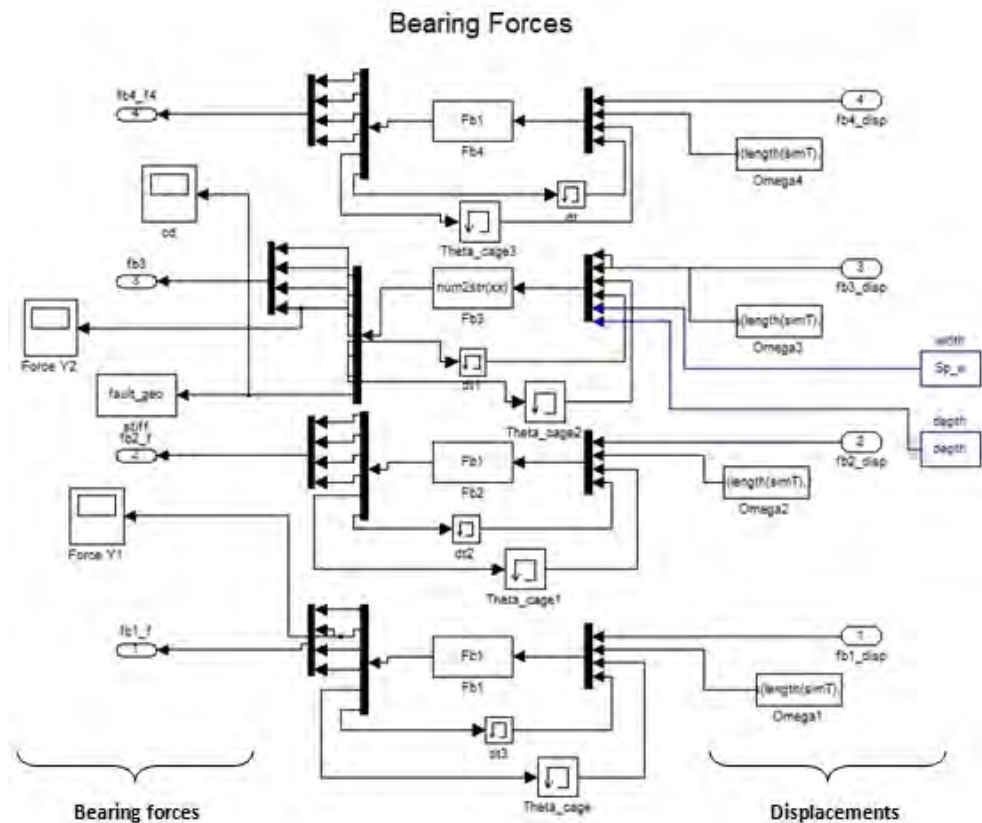 Bearing Forces
fb4_f4
4
Fb1
Fb4
4
fb4_disp
(length(simT),
Omega4
dt
Theta_cage3
cd
fb3
3
num2str(xx)
Fb3
3
fb3_disp
(length(simT),
Omega3
width
Sp_w
Force Y2
dt1
Theta_cage2
fault_geo
stiff
depth
depth
fb2_f
2
Fb1
Fb2
2
fb2_disp
(length(simT),
Omega2
Force Y1
dt2
Theta_cage1
fb1_f
1
Fb1
Fb1
1
fb1_disp
(length(simT),
Omega1
dt3
Theta_cage
Bearing forces
Displacements